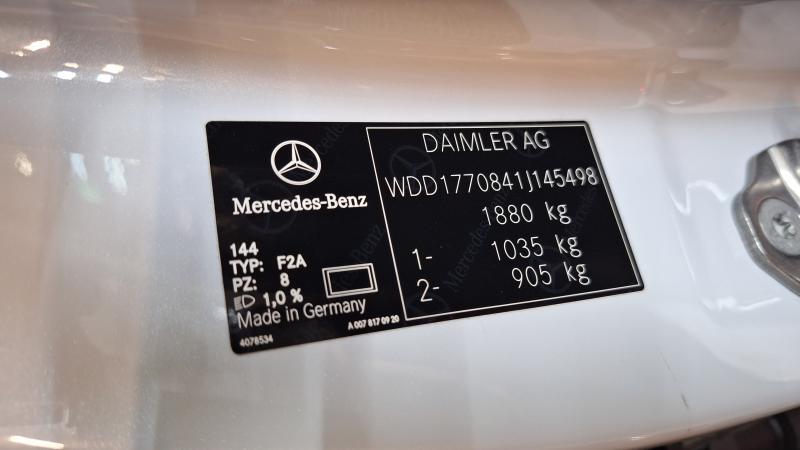 Mercedes-Benz
144
TYP: F2A
PZ: 8
1,0 %
Made in Germany
A 007 817 09 20
4078534
DAIMLER AG
WDD1770841J145498
1880 kg
1- 1035 kg
2- 905 kg